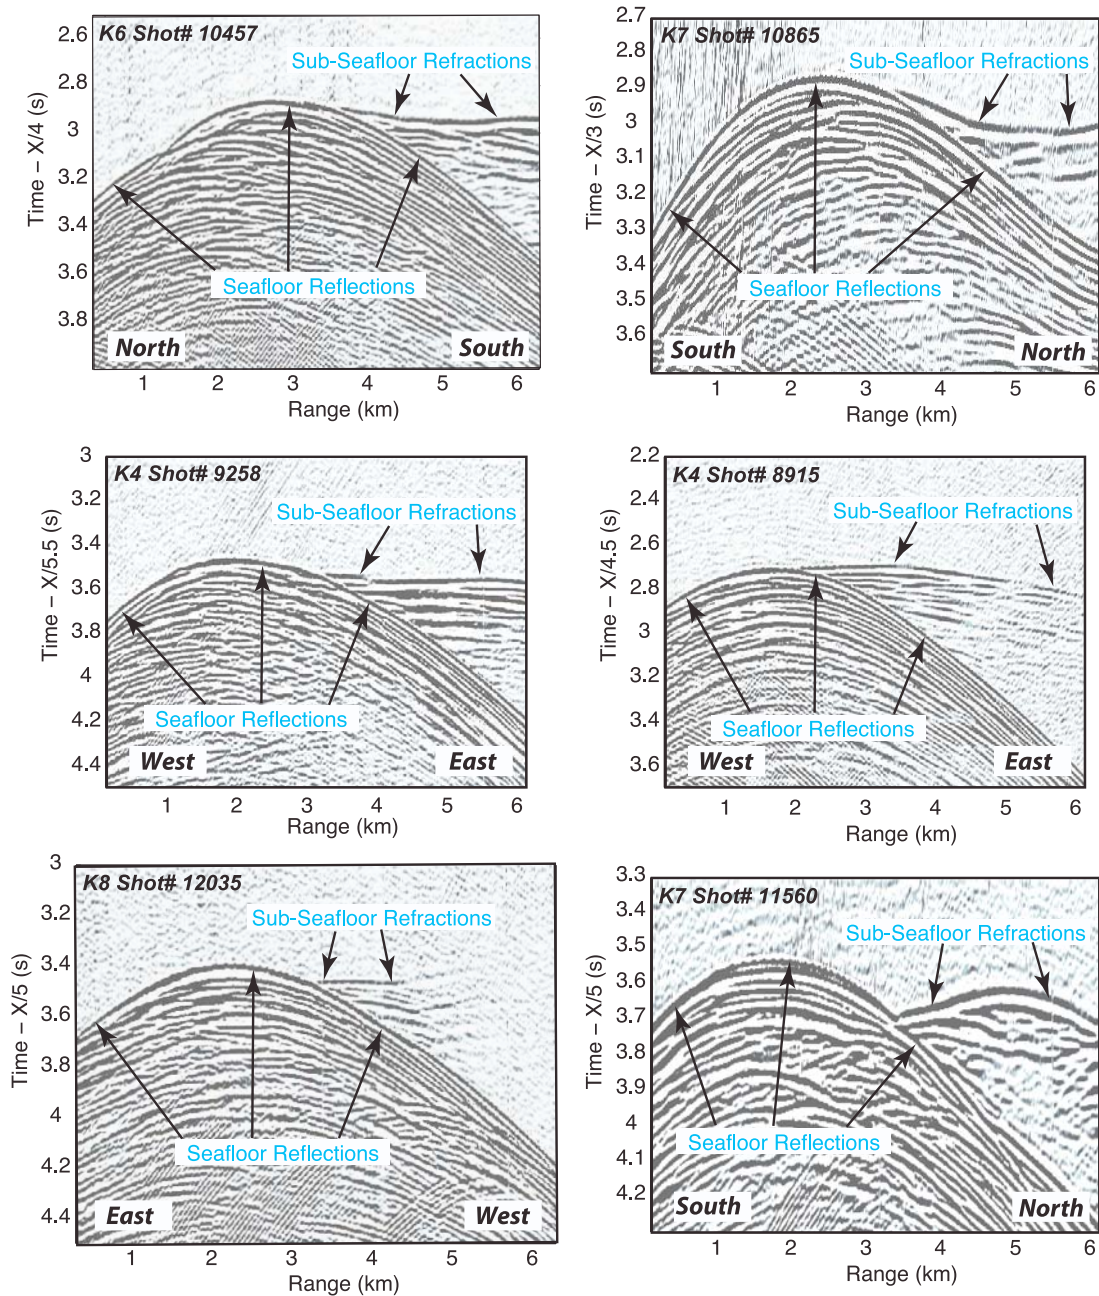 K6 Shot# 10457
Sub-Seafloor Refractions
Seafloor Reflections
North
South
Time – X/4 (s)
2.6
2.8
3
3.2
3.4
3.6
3.8
1 2 3 4 5 6
Range (km)
K7 Shot# 10865
Sub-Seafloor Refractions
Seafloor Reflections
South
North
Time – X/3 (s)
2.7
2.8
2.9
3
3.1
3.2
3.3
3.4
3.5
3.6
1 2 3 4 5 6
Range (km)
K4 Shot# 9258
Sub-Seafloor Refractions
Seafloor Reflections
West
East
Time – X/5.5 (s)
3
3.2
3.4
3.6
3.8
4
4.2
4.4
1 2 3 4 5 6
Range (km)
K4 Shot# 8915
Sub-Seafloor Refractions
Seafloor Reflections
West
East
Time – X/4.5 (s)
2.2
2.4
2.6
2.8
3
3.2
3.4
3.6
1 2 3 4 5 6
Range (km)
K8 Shot# 12035
Sub-Seafloor Refractions
Seafloor Reflections
East
West
Time – X/5 (s)
3
3.2
3.4
3.6
3.8
4
4.2
4.4
1 2 3 4 5 6
Range (km)
K7 Shot# 11560
Sub-Seafloor Refractions
Seafloor Reflections
South
North
Time – X/5 (s)
3.3
3.4
3.5
3.6
3.7
3.8
3.9
4
4.1
4.2
1 2 3 4 5 6
Range (km)